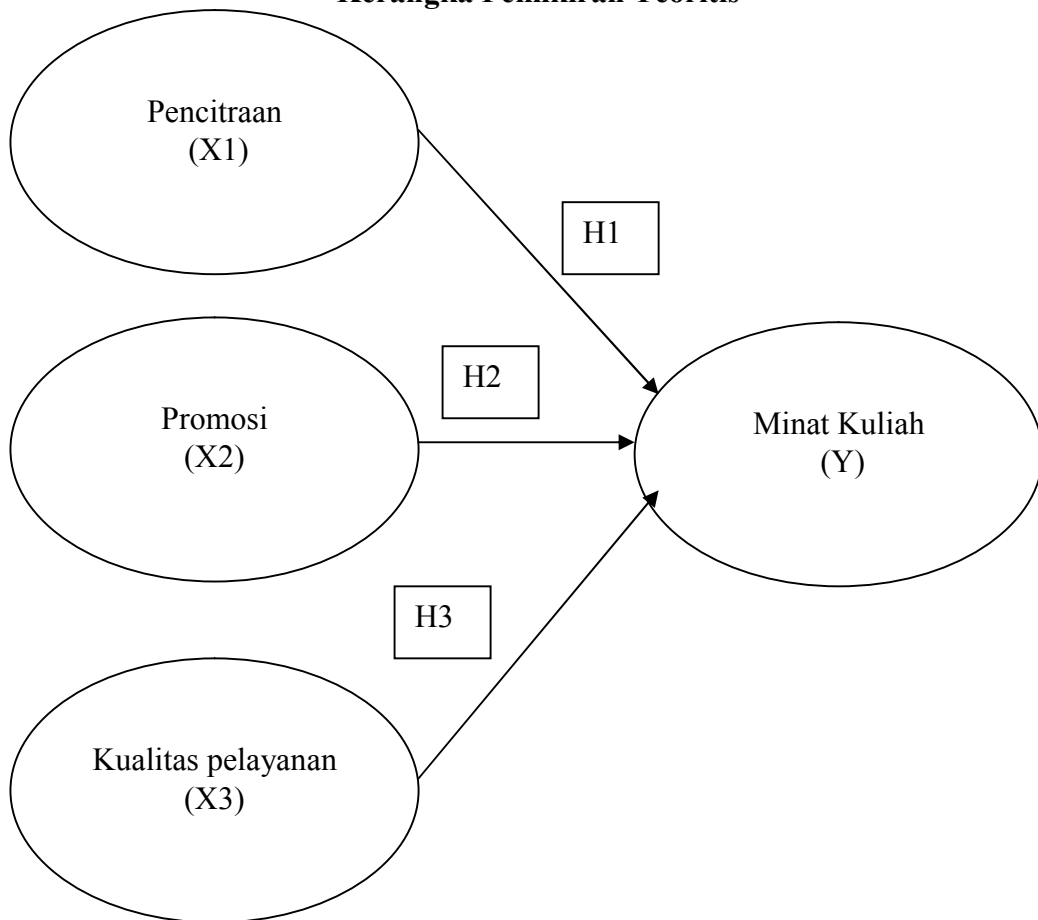 Kerangka Pemikiran Teoritis
Pencitraan
(X1)
H1
H2
Promosi
(X2)
Minat Kuliah
(Y)
H3
Kualitas pelayanan
(X3)